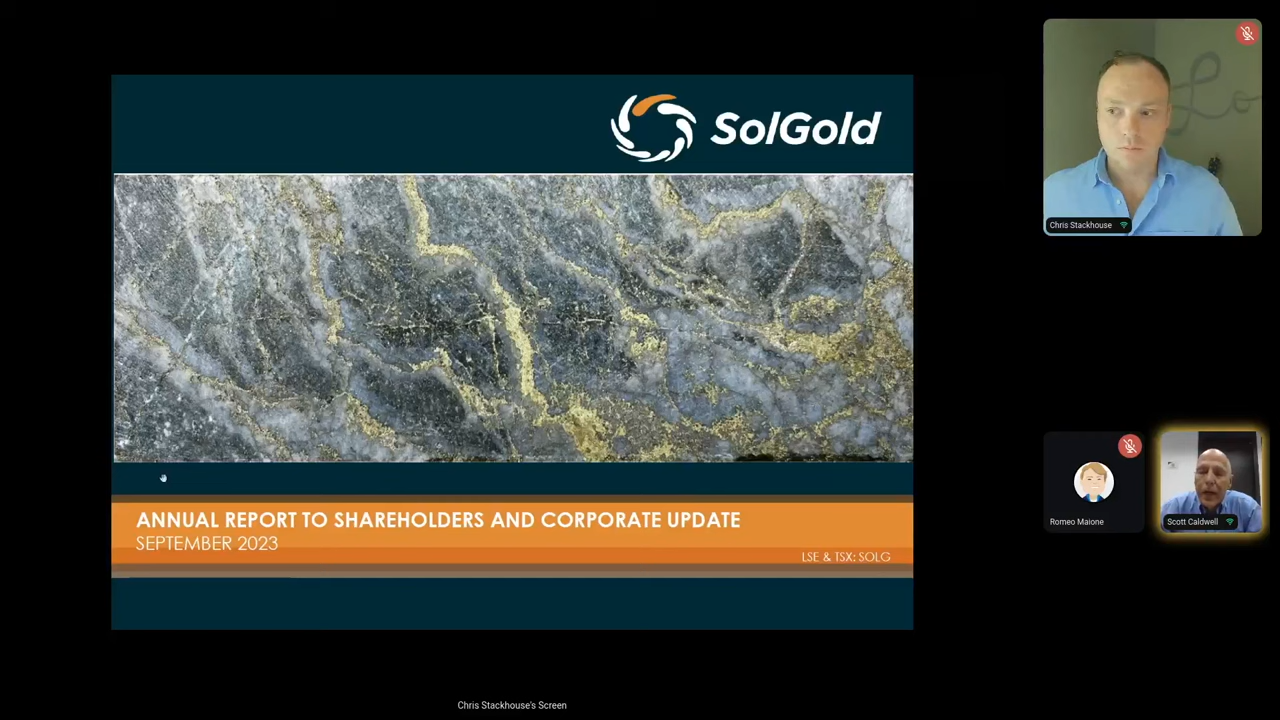 SolGold
ANNUAL REPORT TO SHAREHOLDERS AND CORPORATE UPDATE
SEPTEMBER 2023
LSE & TSX: SOLG
Chris Stackhouse
Romeo Maione
Scott Caldwell
Chris Stackhouse's Screen
Lo